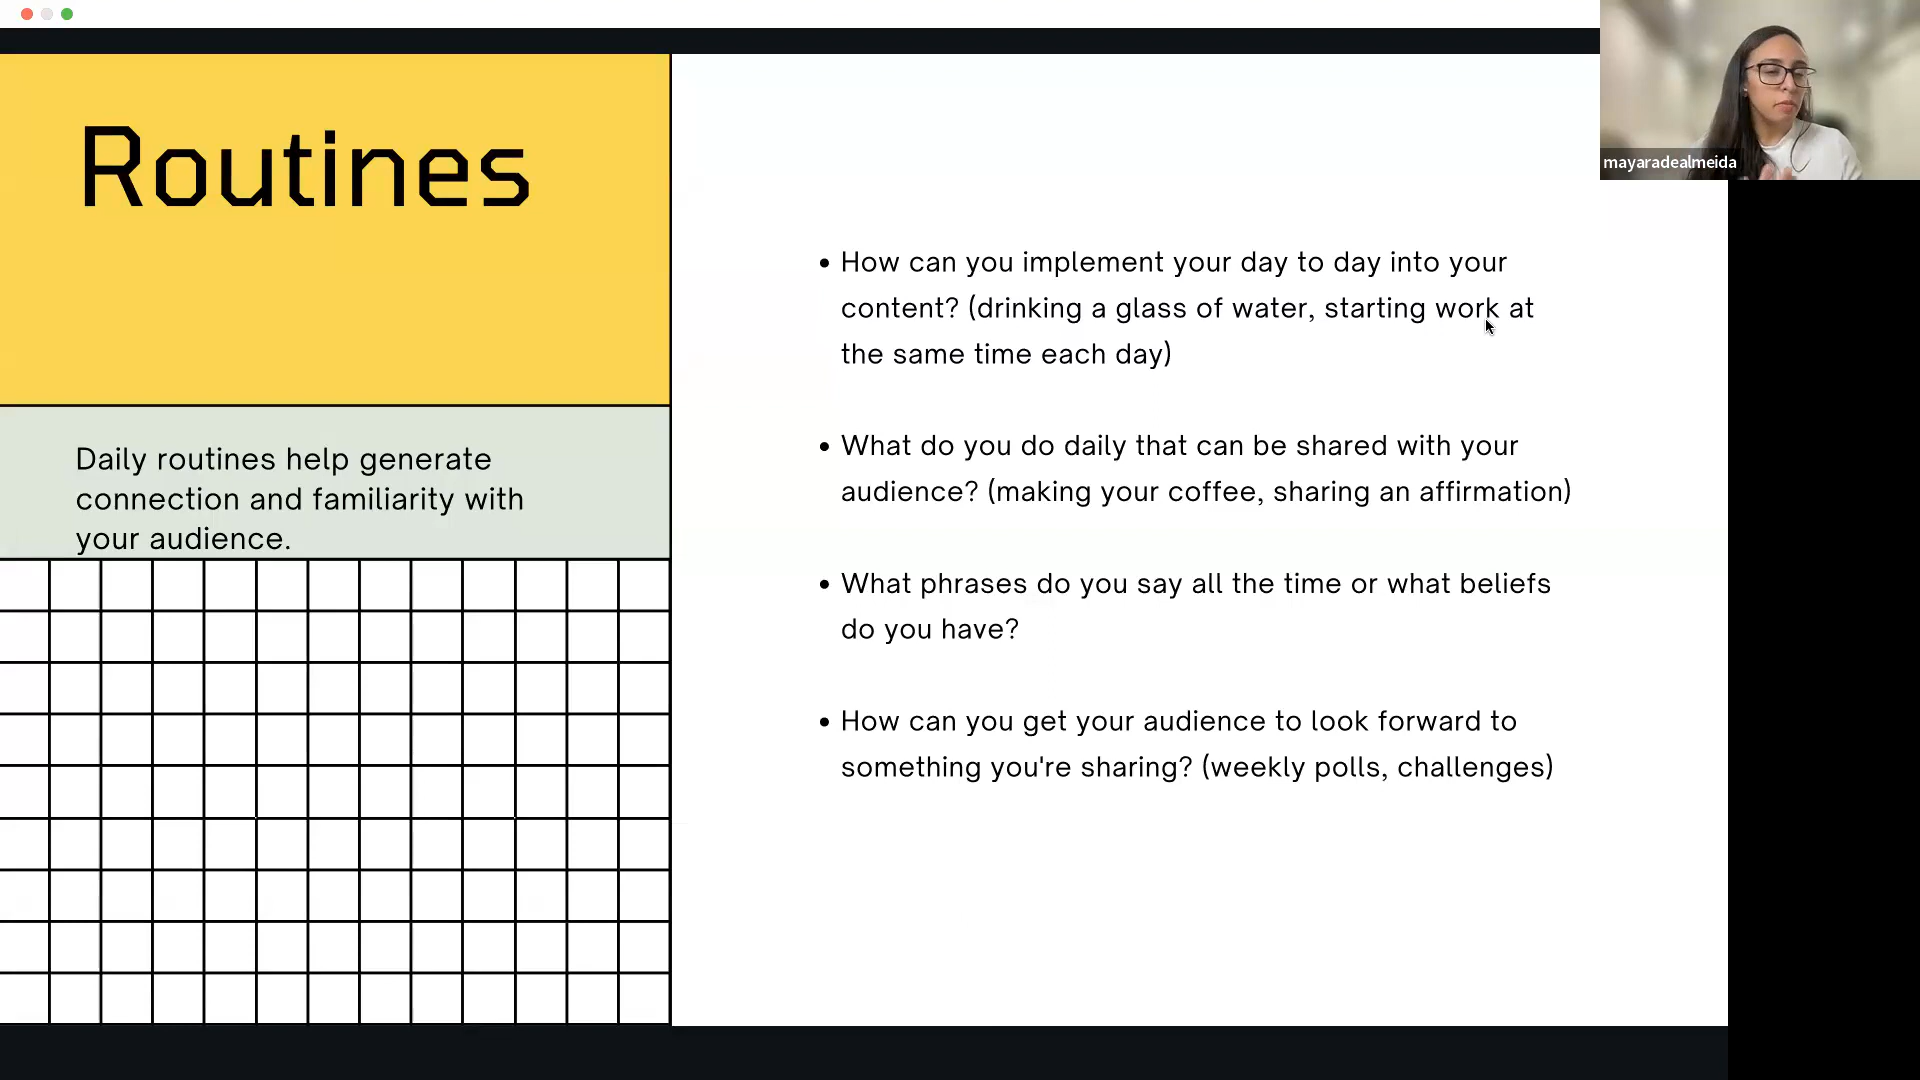 Routines
Daily routines help generate
connection and familiarity with
your audience.
• How can you implement your day to day into your
content? (drinking a glass of water, starting work at
the same time each day)
• What do you do daily that can be shared with your
audience? (making your coffee, sharing an affirmation)
• What phrases do you say all the time or what beliefs
do you have?
• How can you get your audience to look forward to
something you're sharing? (weekly polls, challenges)
mayaradealmeida